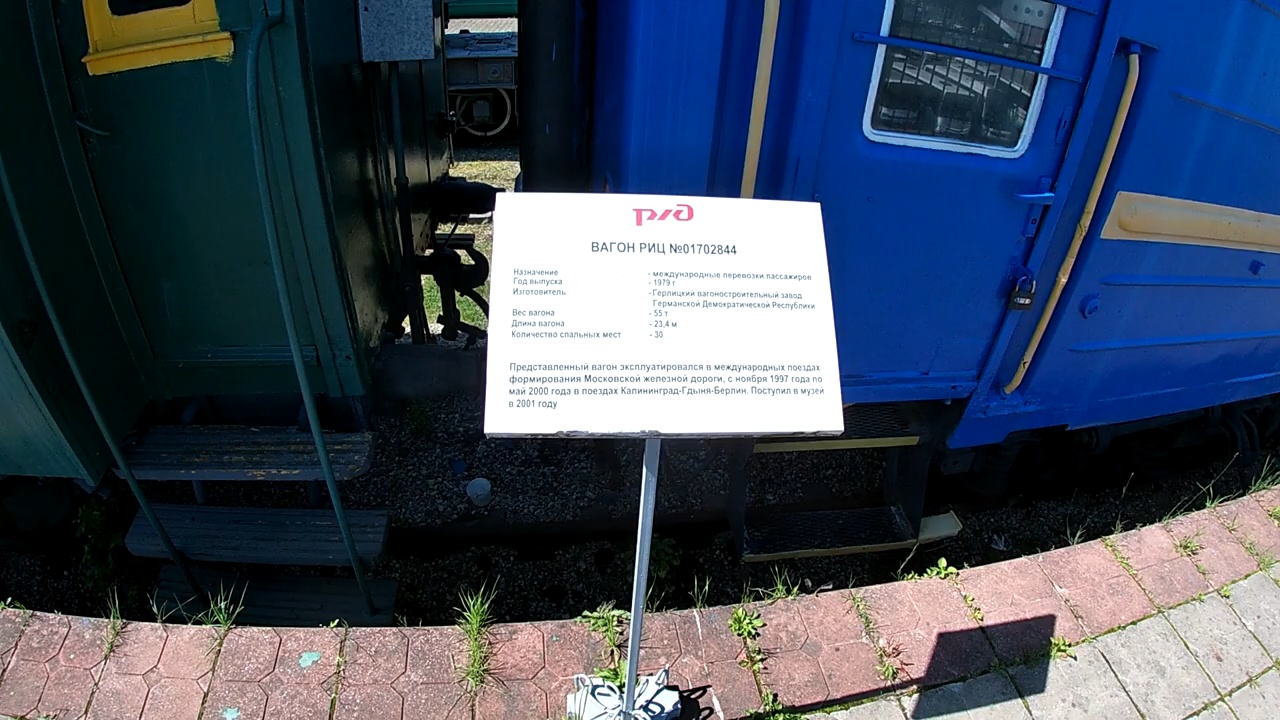 РЖД
ВАГОН РИЦ №01702844
Назначение - международные перевозки пассажиров
Год выпуска - 1979 г
Изготовитель - Герлицкий вагоностроительный завод
Германской Демократической Республики
Вес вагона - 55 т
Длина вагона - 23,4 м
Количество спальных мест - 30
Представленный вагон эксплуатировался в международных поездах
формирования Московской железной дороги, с ноября 1997 года по
май 2000 года в поездах Калининград-Гдыня-Берлин. Поступил в музей
в 2001 году